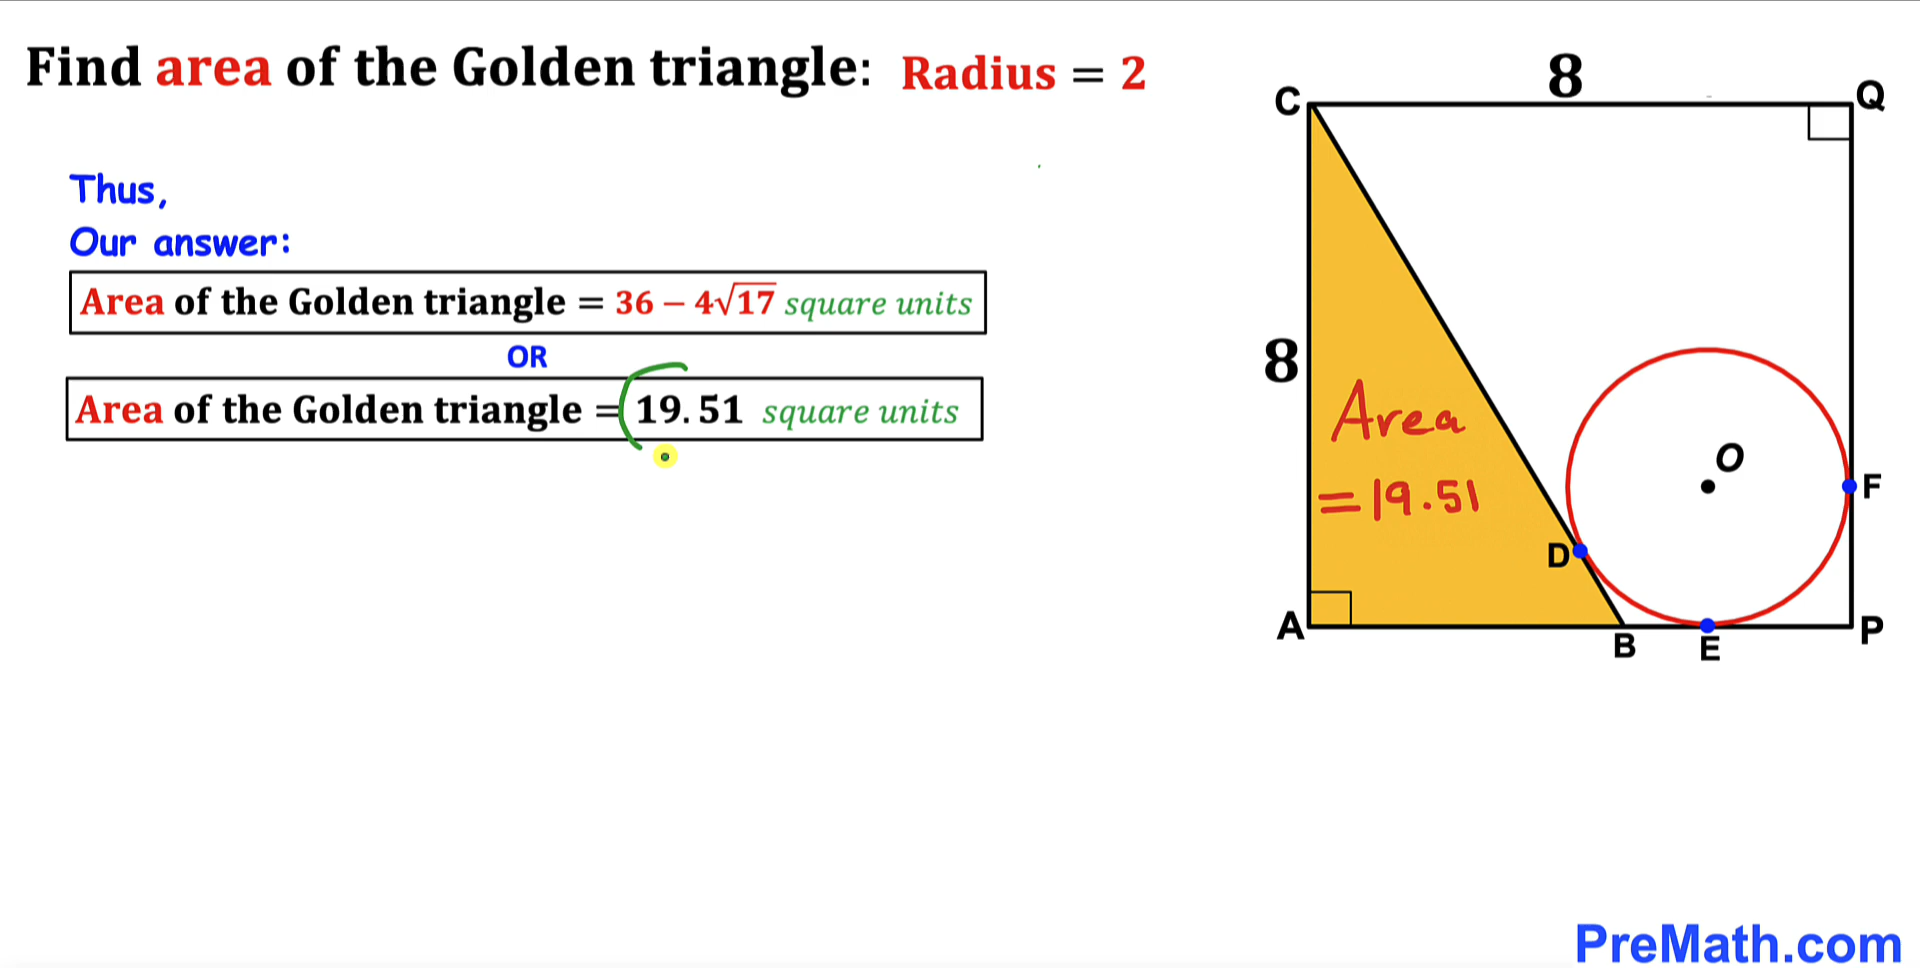 Find area of the Golden triangle: Radius = 2
Thus,
Our answer:
Area of the Golden triangle = 36 − 4√17 square units
OR
Area of the Golden triangle = 19.51 square units
8
C
Q
8
Area
= 19.51
O
F
D
A
B
E
P
PreMath.com